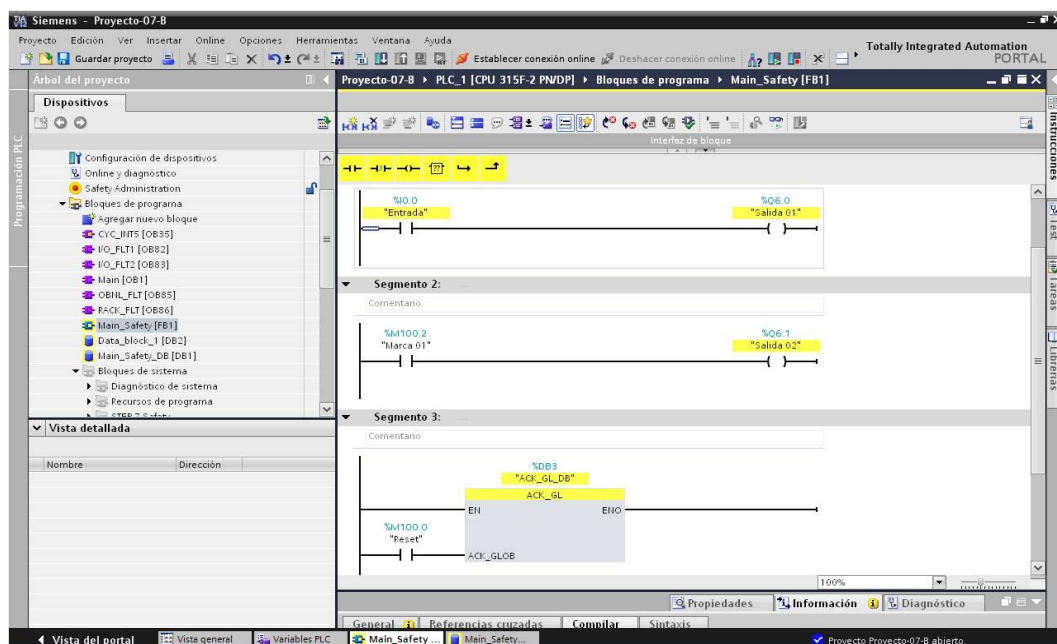 Siemens - Proyecto-07-B
Proyecto Edición Ver Insertar Online Opciones Herramientas Ventana Ayuda
Totally Integrated Automation
PORTAL
Guardar proyecto
Establecer conexión online
Deshacer conexión online
Árbol del proyecto
Proyecto-07-B PLC_1 [CPU 315F-2 PN/DP] Bloques de programa Main_Safety [FB1]
Dispositivos
Interfaz de bloque
Programación PLC
Configuración de dispositivos
Online y diagnóstico
Safety Administration
Bloques de programa
Agregar nuevo bloque
CYC_INT5 [OB35]
I/O_FLT1 [OB82]
I/O_FLT2 [OB83]
Main [OB1]
OBNL_FLT [OB85]
RACK_FLT [OB86]
Main_Safety [FB1]
Data_block_1 [DB2]
Main_Safety_DB [DB1]
Bloques de sistema
Diagnóstico de sistema
Recursos de programa
STEP 7 Safety
Vista detallada
Nombre Dirección
??
%I0.0 %Q6.0
"Entrada" "Salida 01"
Segmento 2:
Comentario
%M100.2 %Q6.1
"Marca 01" "Salida 02"
Segmento 3:
Comentario
%DB3
"ACK_GL_DB"
ACK_GL
EN ENO
%M100.0
"Reset"
ACK_GLOB
100%
Propiedades Información Diagnóstico
General Referencias cruzadas Compilar Sintaxis
Instrucciones
Test
Tareas
Librerías
Vista del portal Vista general Variables PLC Main_Safety ... Main_Safety...
Proyecto Proyecto-07-B abierto.